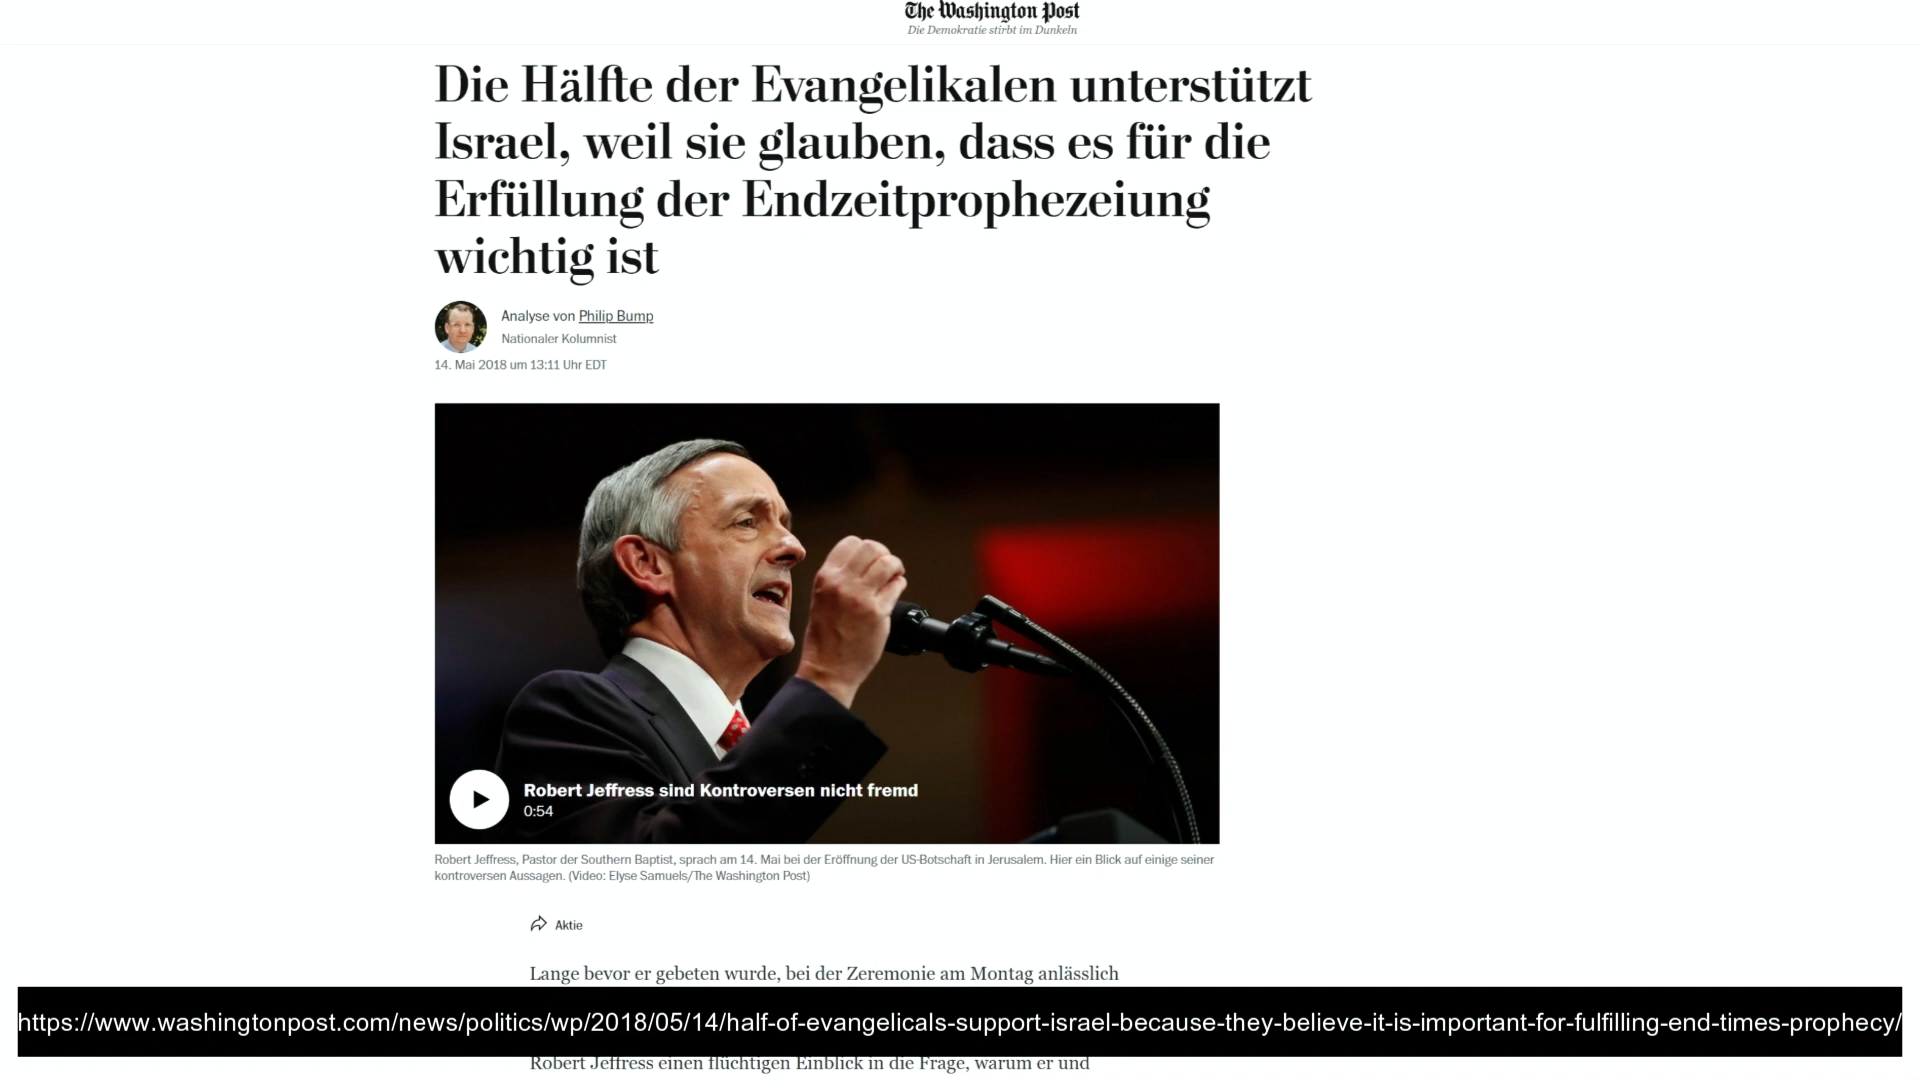 The Washington Post
Die Demokratie stirbt im Dunkeln
Die Hälfte der Evangelikalen unterstützt
Israel, weil sie glauben, dass es für die
Erfüllung der Endzeitprophezeiung
wichtig ist
Analyse von Philip Bump
Nationaler Kolumnist
14. Mai 2018 um 13:11 Uhr EDT
Robert Jeffress sind Kontroversen nicht fremd
0:54
Robert Jeffress, Pastor der Southern Baptist, sprach am 14. Mai bei der Eröffnung der US-Botschaft in Jerusalem. Hier ein Blick auf einige seiner
kontroversen Aussagen. (Video: Elyse Samuels/The Washington Post)
Aktie
Lange bevor er gebeten wurde, bei der Zeremonie am Montag anlässlich
https://www.washingtonpost.com/news/politics/wp/2018/05/14/half-of-evangelicals-support-israel-because-they-believe-it-is-important-for-fulfilling-end-times-prophecy/
Robert Jeffress einen flüchtigen Einblick in die Frage, warum er und